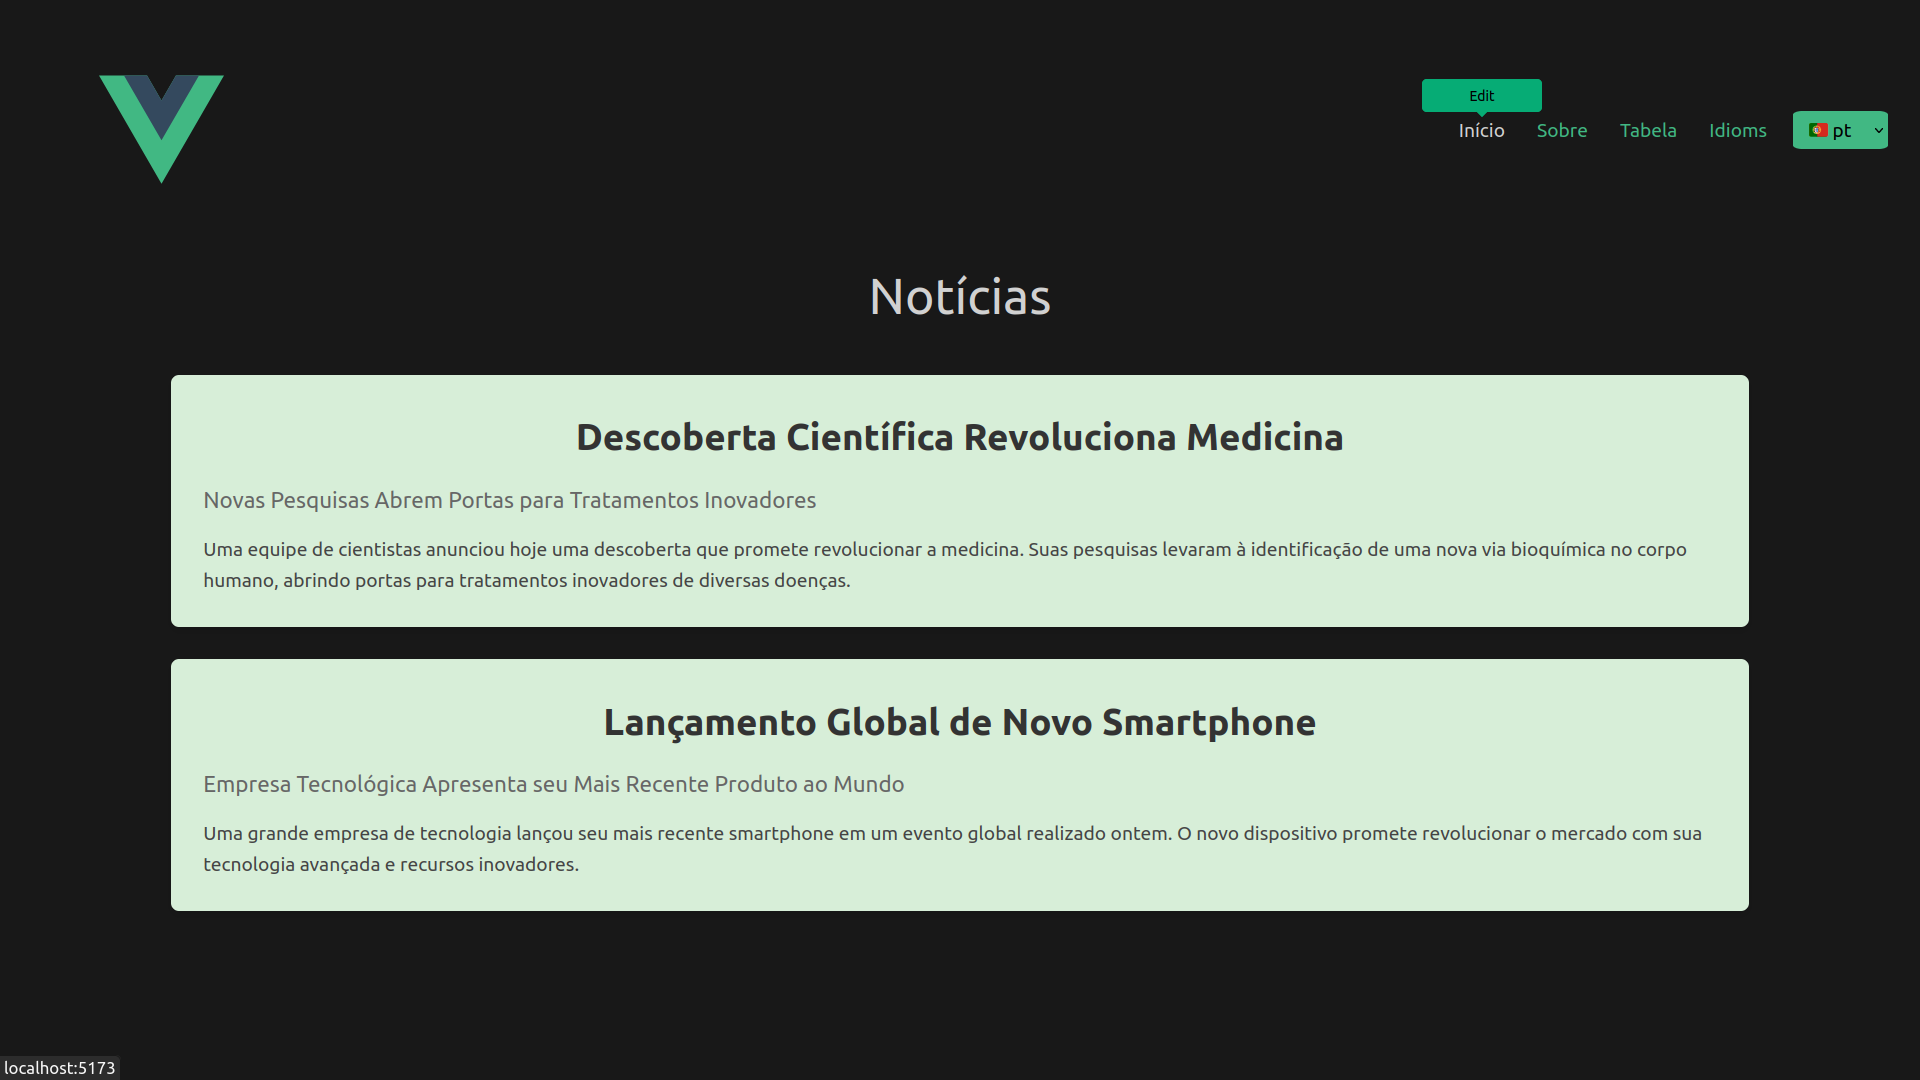 Edit
Início Sobre Tabela Idioms pt
Notícias
Descoberta Científica Revoluciona Medicina
Novas Pesquisas Abrem Portas para Tratamentos Inovadores
Uma equipe de cientistas anunciou hoje uma descoberta que promete revolucionar a medicina. Suas pesquisas levaram à identificação de uma nova via bioquímica no corpo
humano, abrindo portas para tratamentos inovadores de diversas doenças.
Lançamento Global de Novo Smartphone
Empresa Tecnológica Apresenta seu Mais Recente Produto ao Mundo
Uma grande empresa de tecnologia lançou seu mais recente smartphone em um evento global realizado ontem. O novo dispositivo promete revolucionar o mercado com sua
tecnologia avançada e recursos inovadores.
localhost:5173